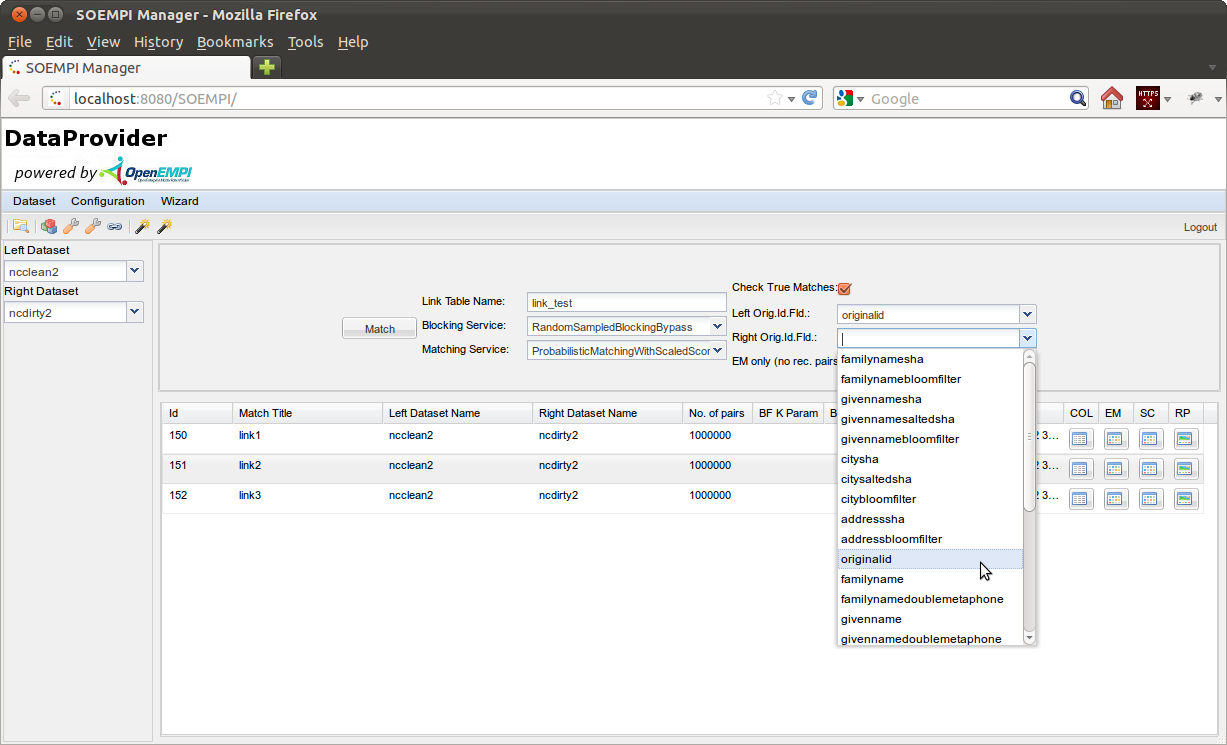 SOEMPI Manager - Mozilla Firefox
File Edit View History Bookmarks Tools Help
SOEMPI Manager
localhost:8080/SOEMPI/
Google
HTTPS
DataProvider
powered by OpenEMPI
Dataset Configuration Wizard
Logout
Left Dataset
ncclean2
Right Dataset
ncdirty2
Match
Link Table Name: link_test
Blocking Service: RandomSampledBlockingBypass
Matching Service: ProbabilisticMatchingWithScaledScor
Check True Matches:
Left Orig.Id.Fld.: originalid
Right Orig.Id.Fld.:
EM only (no rec. pairs
familynamesha
familynamebloomfilter
givennamesha
givennamesaltedsha
givennamebloomfilter
citysha
citysaltedsha
citybloomfilter
addresssha
addressbloomfilter
originalid
familyname
familynamedoublemetaphone
givenname
givennamedoublemetaphone
Id Match Title Left Dataset Name Right Dataset Name No. of pairs BF K Param B COL EM SC RP
150 link1 ncclean2 ncdirty2 1000000 2 3...
151 link2 ncclean2 ncdirty2 1000000 2 3...
152 link3 ncclean2 ncdirty2 1000000 2 3...